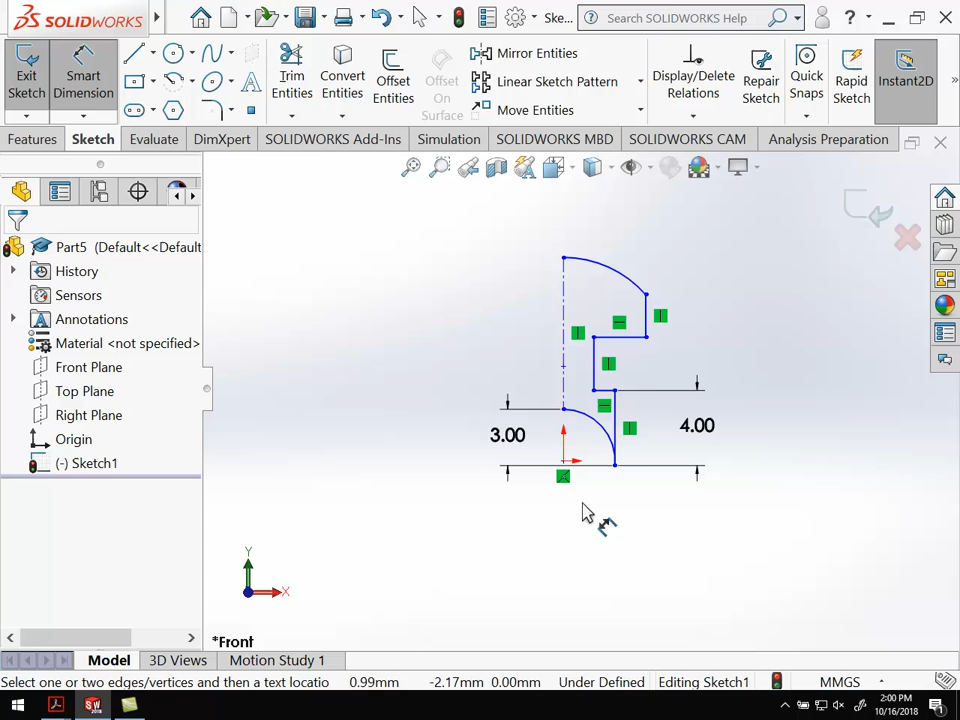 SOLIDWORKS
Ske...
Search SOLIDWORKS Help
Exit Sketch
Smart Dimension
Trim Entities
Convert Entities
Offset Entities
Offset On Surface
Mirror Entities
Linear Sketch Pattern
Move Entities
Display/Delete Relations
Repair Sketch
Quick Snaps
Rapid Sketch
Instant2D
Features
Sketch
Evaluate
DimXpert
SOLIDWORKS Add-Ins
Simulation
SOLIDWORKS MBD
SOLIDWORKS CAM
Analysis Preparation
Part5 (Default<<Default
History
Sensors
Annotations
Material <not specified>
Front Plane
Top Plane
Right Plane
Origin
(-) Sketch1
3.00
4.00
Y
X
*Front
Model
3D Views
Motion Study 1
Select one or two edges/vertices and then a text locatio
0.99mm
-2.17mm
0.00mm
Under Defined
Editing Sketch1
MMGS
2:00 PM
10/16/2018